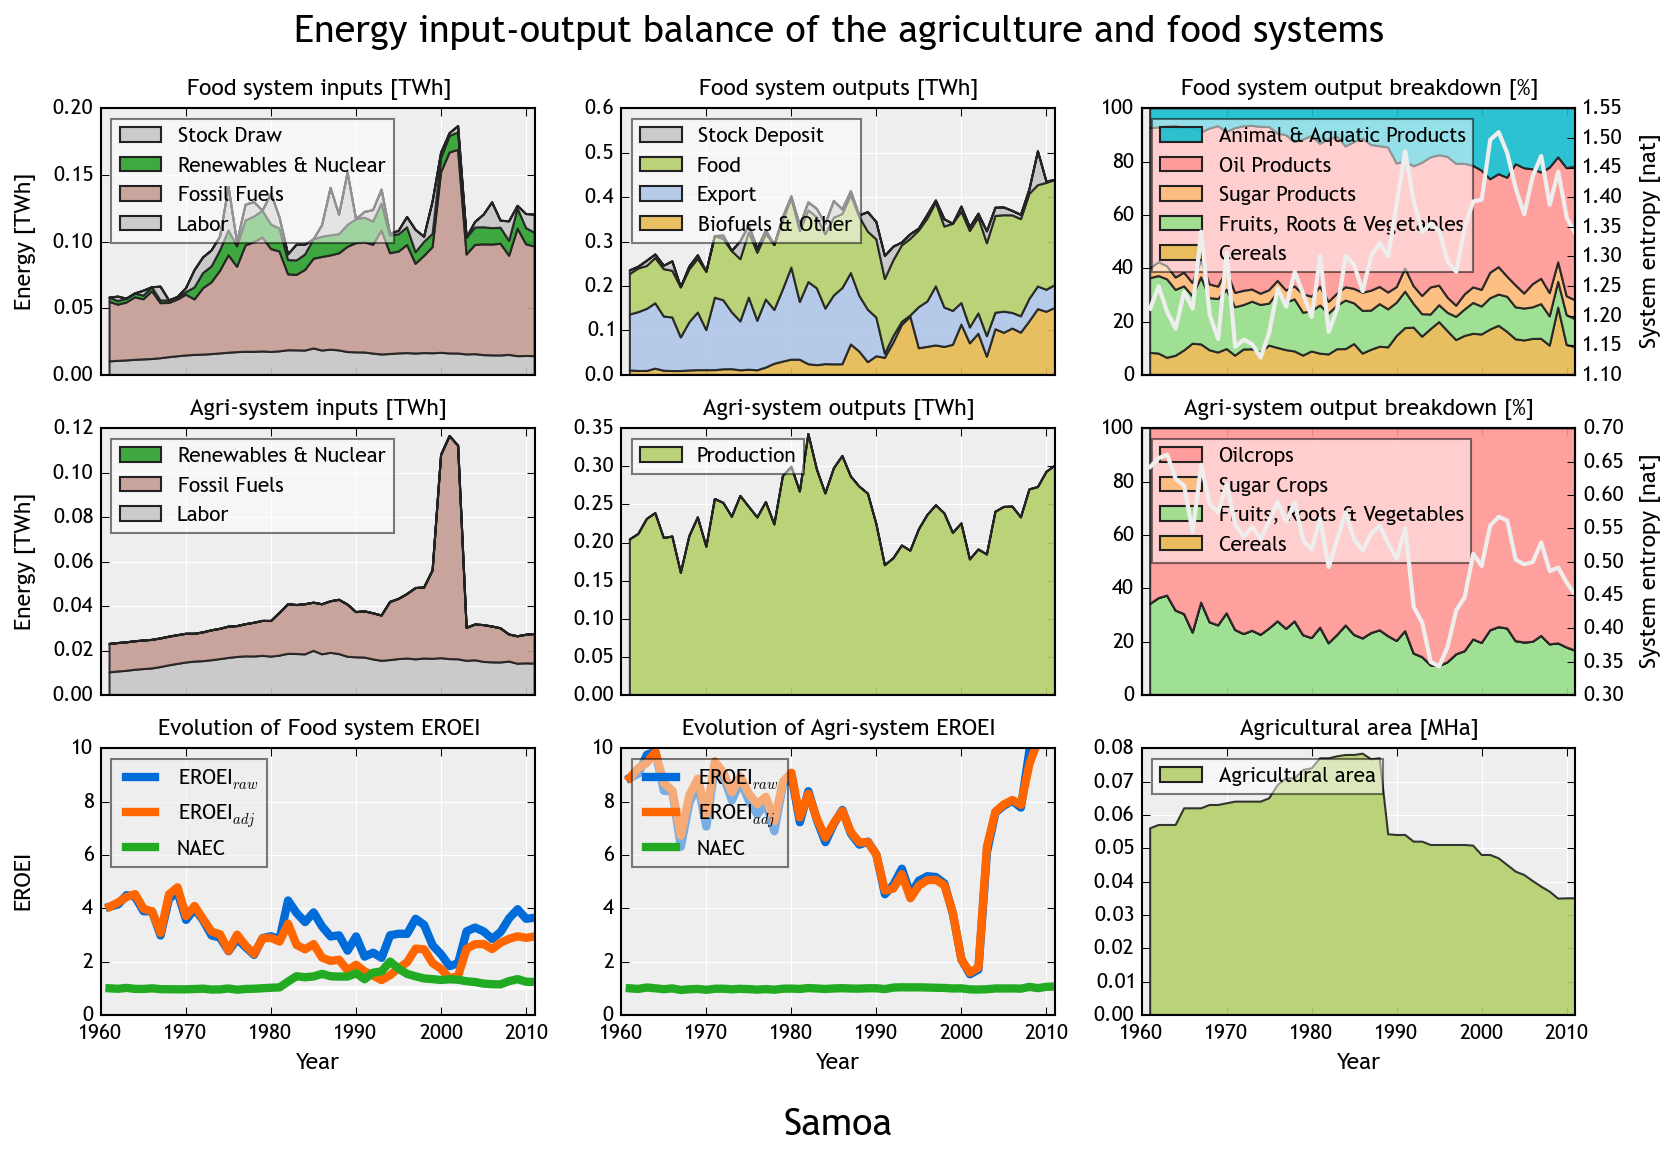 Energy input-output balance of the agriculture and food systems
Food system inputs [TWh]
Energy [TWh]
0.20
0.15
0.10
0.05
0.00
Stock Draw
Renewables & Nuclear
Fossil Fuels
Labor
Food system outputs [TWh]
0.6
0.5
0.4
0.3
0.2
0.1
0.0
Stock Deposit
Food
Export
Biofuels & Other
Food system output breakdown [%]
100
80
60
40
20
0
Animal & Aquatic Products
Oil Products
Sugar Products
Fruits, Roots & Vegetables
Cereals
1.55
1.50
1.45
1.40
1.35
1.30
1.25
1.20
1.15
1.10
System entropy [nat]
Agri-system inputs [TWh]
Energy [TWh]
0.12
0.10
0.08
0.06
0.04
0.02
0.00
Renewables & Nuclear
Fossil Fuels
Labor
Agri-system outputs [TWh]
0.35
0.30
0.25
0.20
0.15
0.10
0.05
0.00
Production
Agri-system output breakdown [%]
100
80
60
40
20
0
Oilcrops
Sugar Crops
Fruits, Roots & Vegetables
Cereals
0.70
0.65
0.60
0.55
0.50
0.45
0.40
0.35
0.30
System entropy [nat]
Evolution of Food system EROEI
EROEI
10
8
6
4
2
0
EROEI raw
EROEI adj
NAEC
1960 1970 1980 1990 2000 2010
Year
Evolution of Agri-system EROEI
10
8
6
4
2
0
EROEI raw
EROEI adj
NAEC
1960 1970 1980 1990 2000 2010
Year
Agricultural area [MHa]
0.08
0.07
0.06
0.05
0.04
0.03
0.02
0.01
0.00
Agricultural area
1960 1970 1980 1990 2000 2010
Year
Samoa